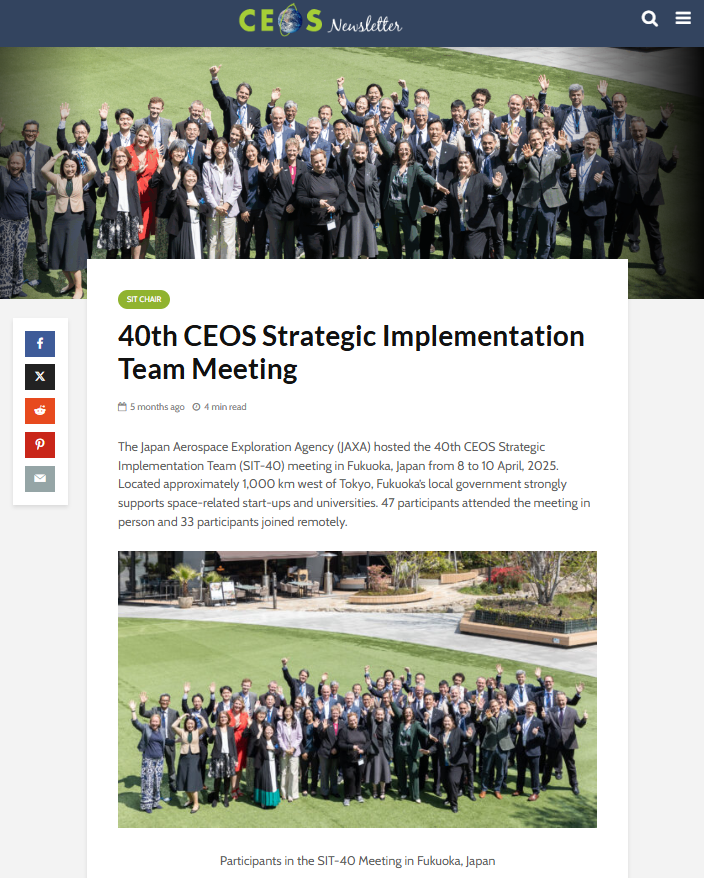 CEOS Newsletter
SIT CHAIR
40th CEOS Strategic Implementation
Team Meeting
5 months ago 4 min read
The Japan Aerospace Exploration Agency (JAXA) hosted the 40th CEOS Strategic
Implementation Team (SIT-40) meeting in Fukuoka, Japan from 8 to 10 April, 2025.
Located approximately 1,000 km west of Tokyo, Fukuoka's local government strongly
supports space-related start-ups and universities. 47 participants attended the meeting in
person and 33 participants joined remotely.
Participants in the SIT-40 Meeting in Fukuoka, Japan